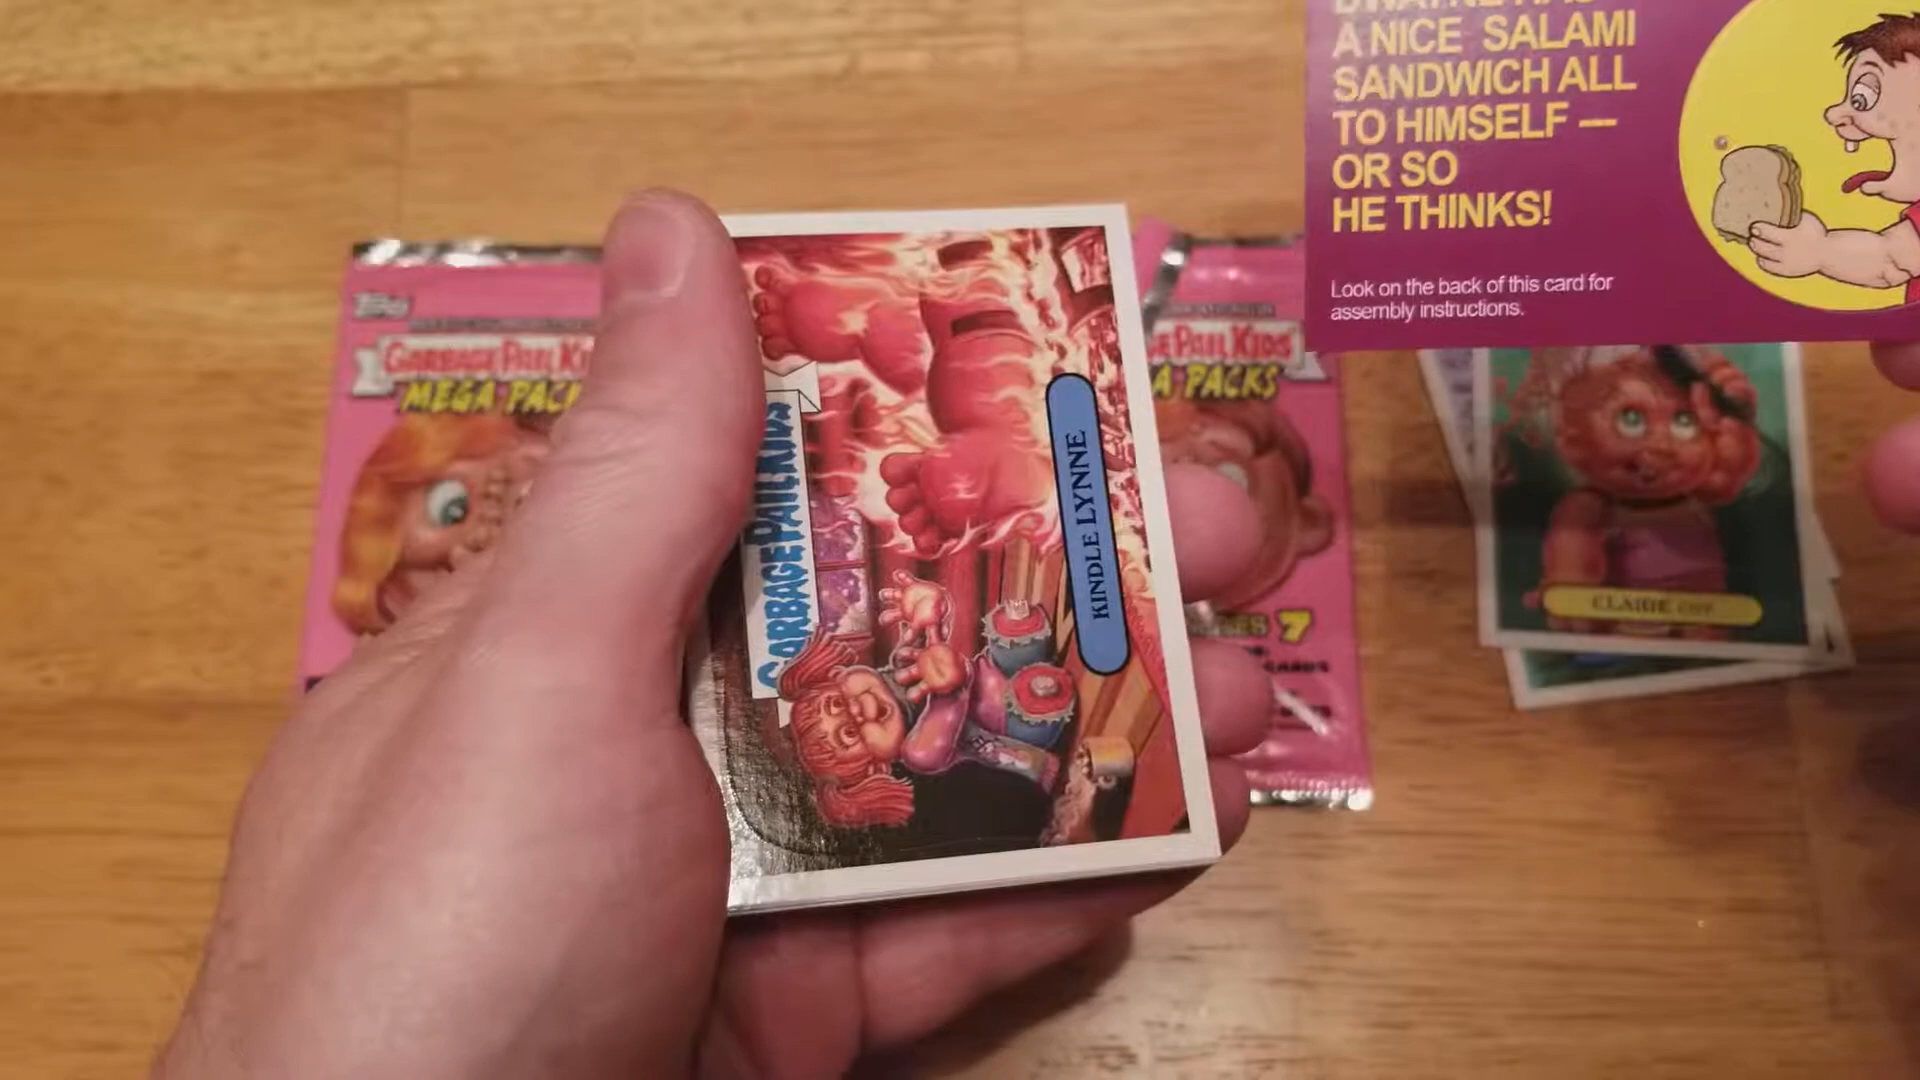 A NICE SALAMI
SANDWICH ALL
TO HIMSELF —
OR SO
HE THINKS!
Look on the back of this card for
assembly instructions.
Topps
GARBAGE PAIL KIDS
MEGA PACK
GARBAGE PAIL KIDS
KINDLE LYNNE
PAIL KIDS
A PACKS
7
CARDS
CLAIRE